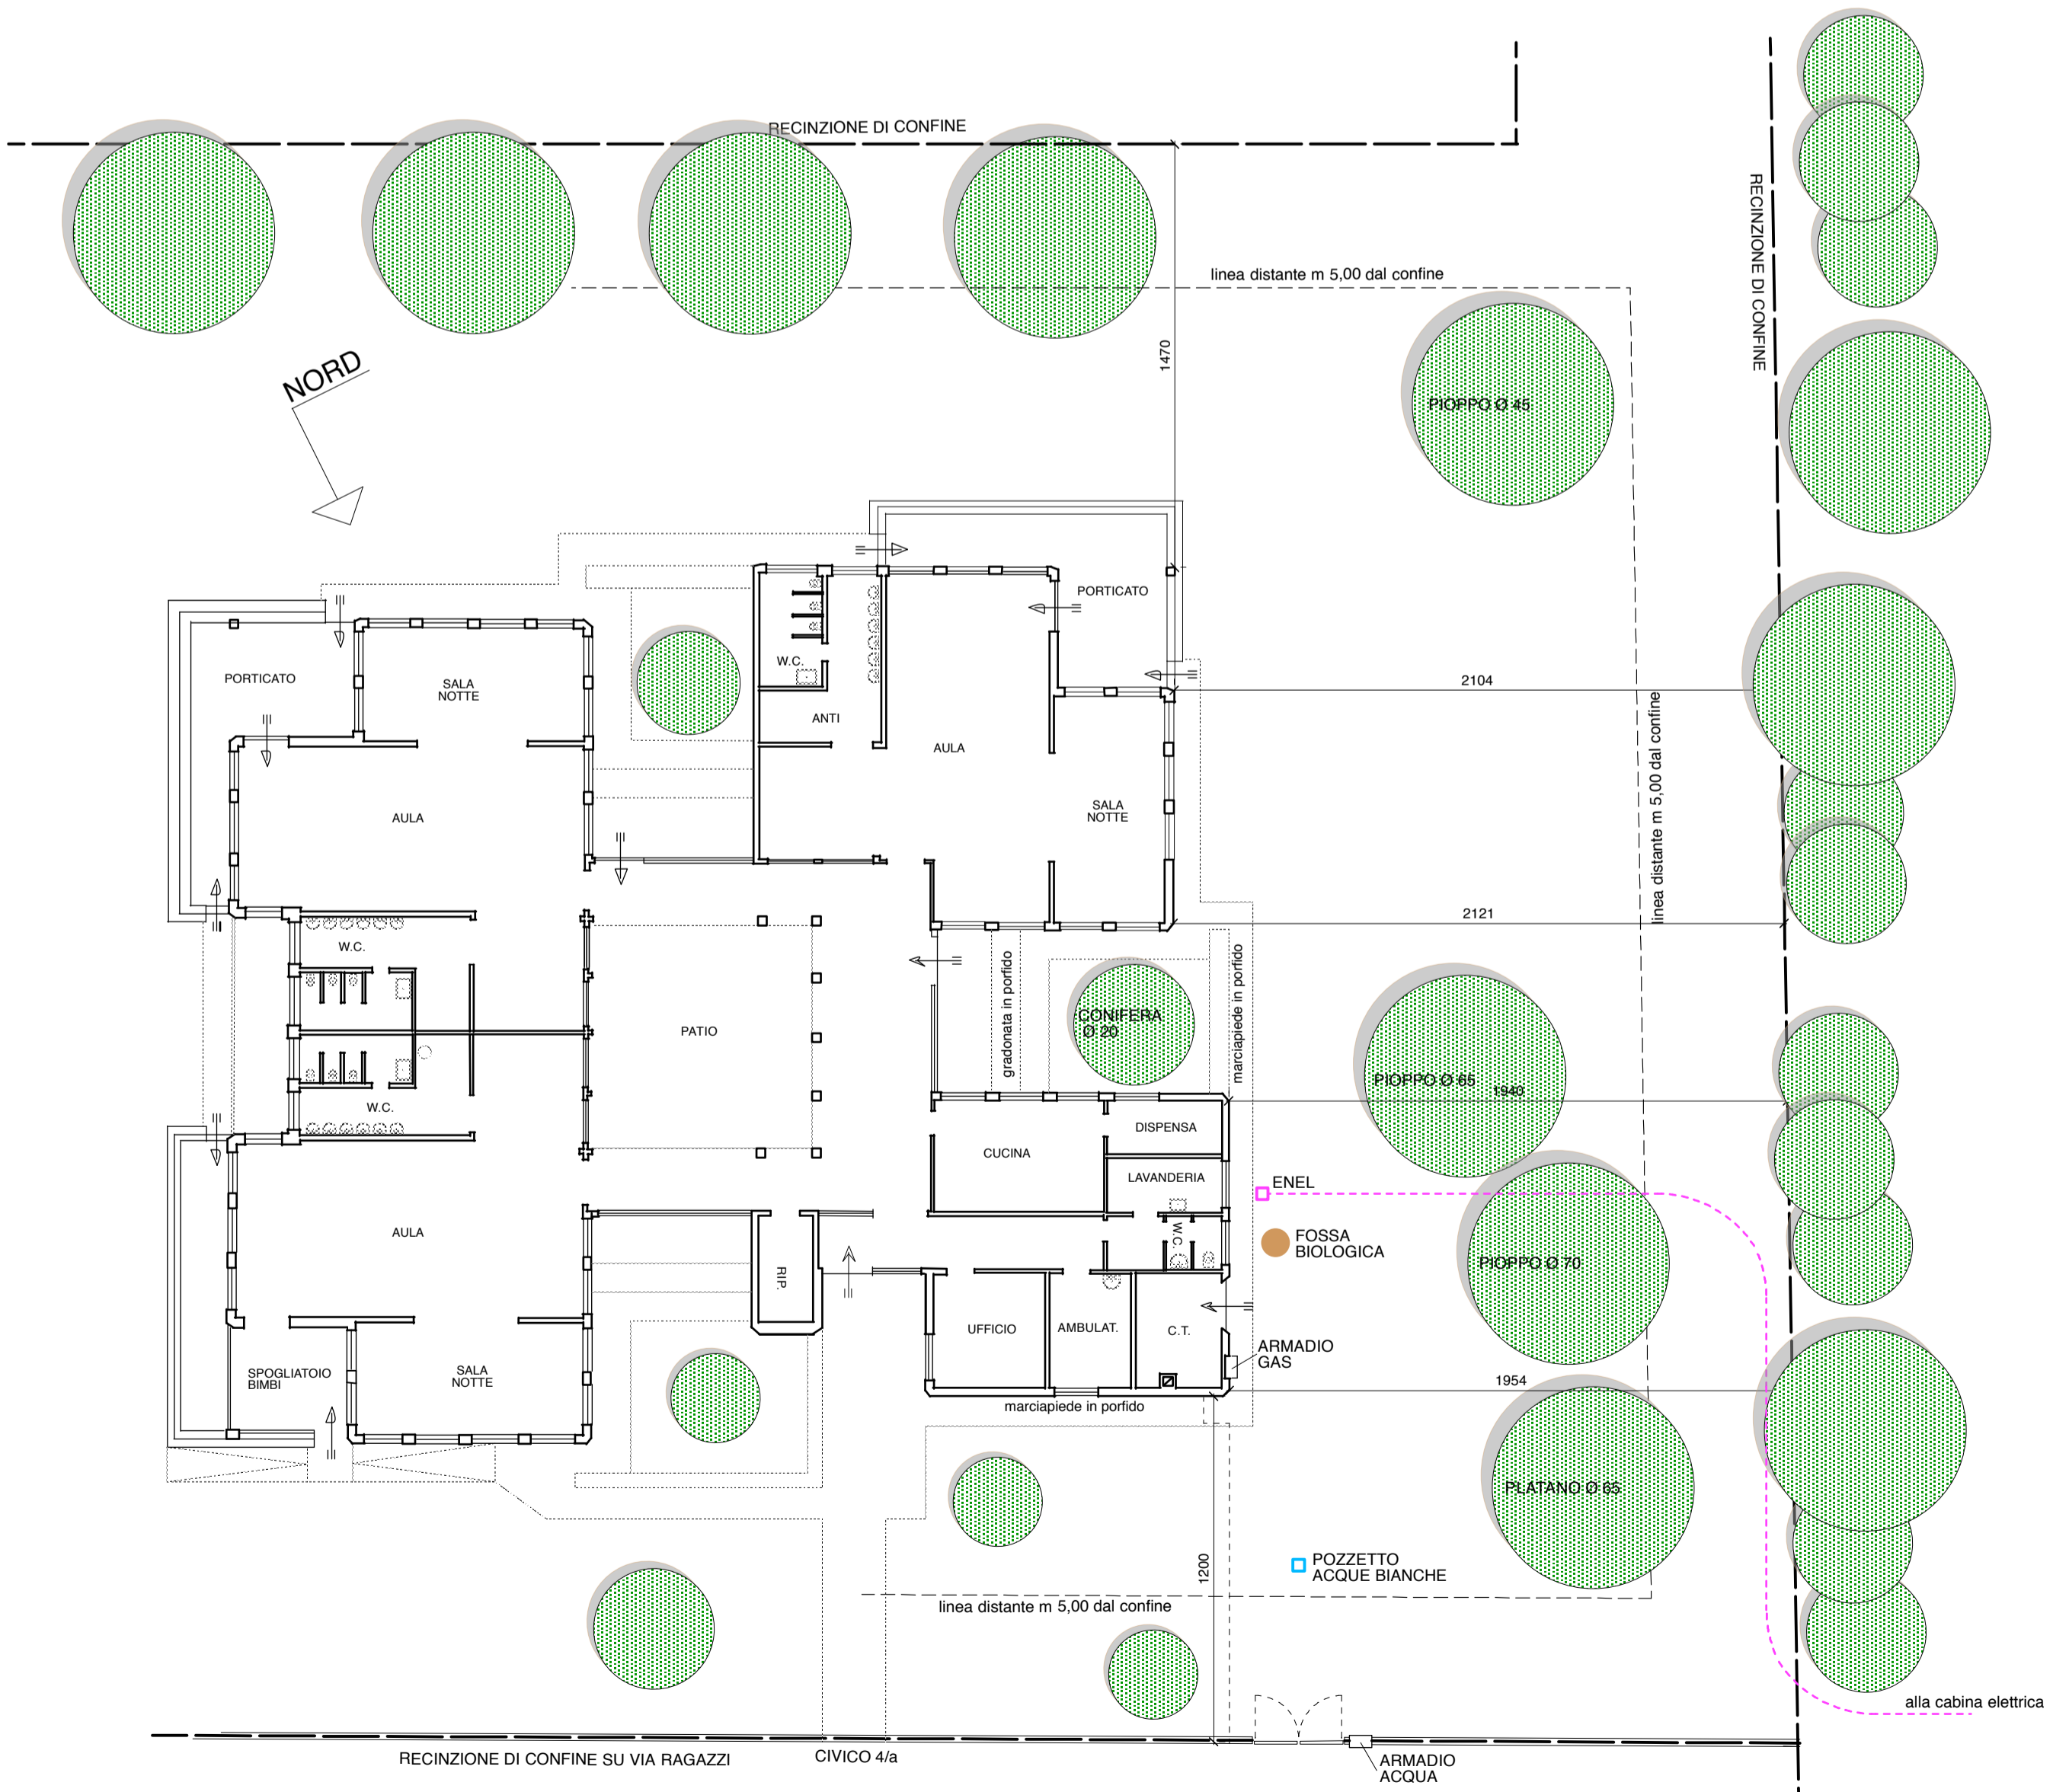 RECINZIONE DI CONFINE
RECINZIONE DI CONFINE
linea distante m 5,00 dal confine
1470
NORD
PIOPPO Ø 45
PORTICATO
W.C.
PORTICATO
SALA
NOTTE
2104
ANTI
AULA
linea distante m 5,00 dal confine
AULA
SALA
NOTTE
2121
W.C.
gradonata in porfido
marciapiede in porfido
CONIFERA
Ø 20
PATIO
PIOPPO Ø 65
1940
W.C.
DISPENSA
CUCINA
LAVANDERIA
ENEL
W.C.
AULA
FOSSA
BIOLOGICA
PIOPPO Ø 70
RIP.
UFFICIO
AMBULAT.
C.T.
ARMADIO
GAS
SPOGLIATOIO
BIMBI
SALA
NOTTE
1954
marciapiede in porfido
PLATANO Ø 65
1200
POZZETTO
ACQUE BIANCHE
linea distante m 5,00 dal confine
alla cabina elettrica
RECINZIONE DI CONFINE SU VIA RAGAZZI
CIVICO 4/a
ARMADIO
ACQUA